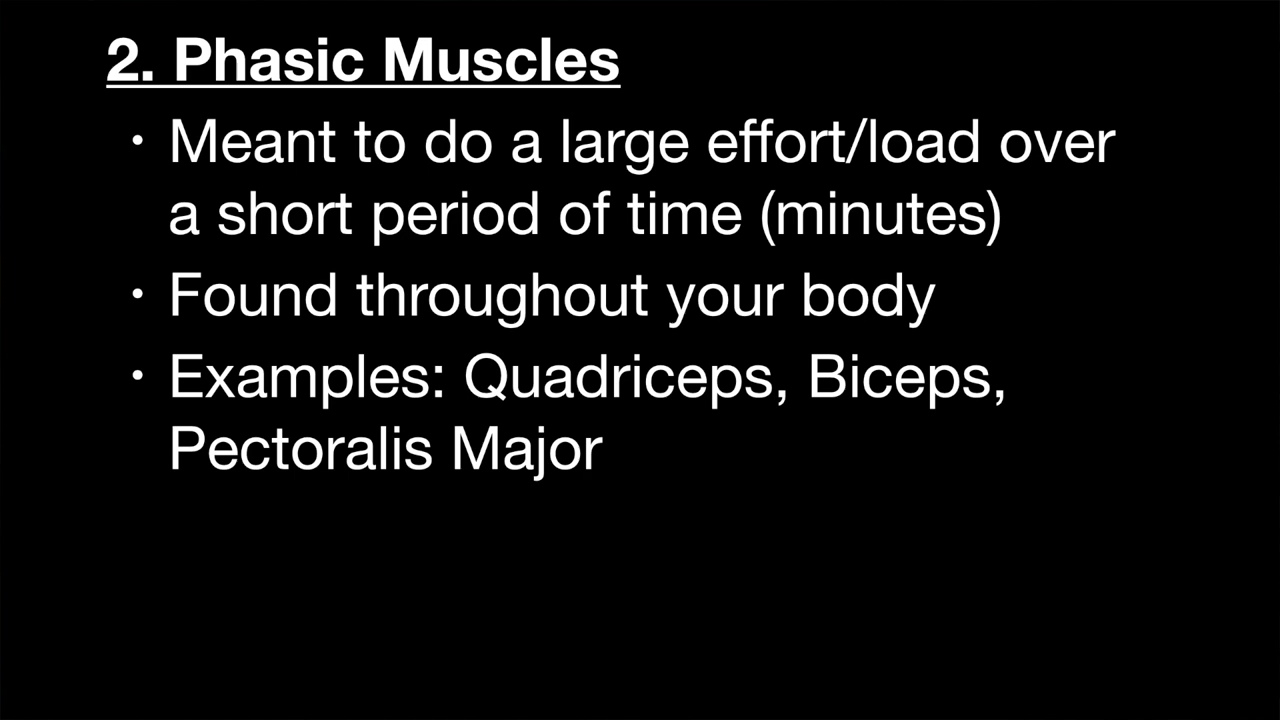 2. Phasic Muscles
• Meant to do a large effort/load over
a short period of time (minutes)
• Found throughout your body
• Examples: Quadriceps, Biceps,
Pectoralis Major